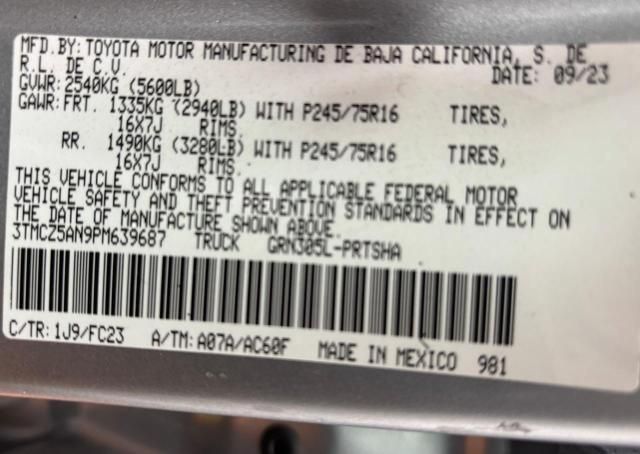 MFD.BY: TOYOTA MOTOR MANUFACTURING DE BAJA CALIFORNIA, S. DE
R.L. DE C.V. DATE: 09/23
GVWR: 2540KG (5600LB)
GAWR: FRT. 1335KG (2940LB) WITH P245/75R16 TIRES,
16X7J RIMS.
RR. 1490KG (3280LB) WITH P245/75R16 TIRES,
16X7J RIMS.
THIS VEHICLE CONFORMS TO ALL APPLICABLE FEDERAL MOTOR
VEHICLE SAFETY AND THEFT PREVENTION STANDARDS IN EFFECT ON
THE DATE OF MANUFACTURE SHOWN ABOVE.
3TMCZ5AN9PM639687 TRUCK GRN305L-PRTSHA
C/TR: 1J9/FC23 A/TM: A07A/AC60F MADE IN MEXICO 981